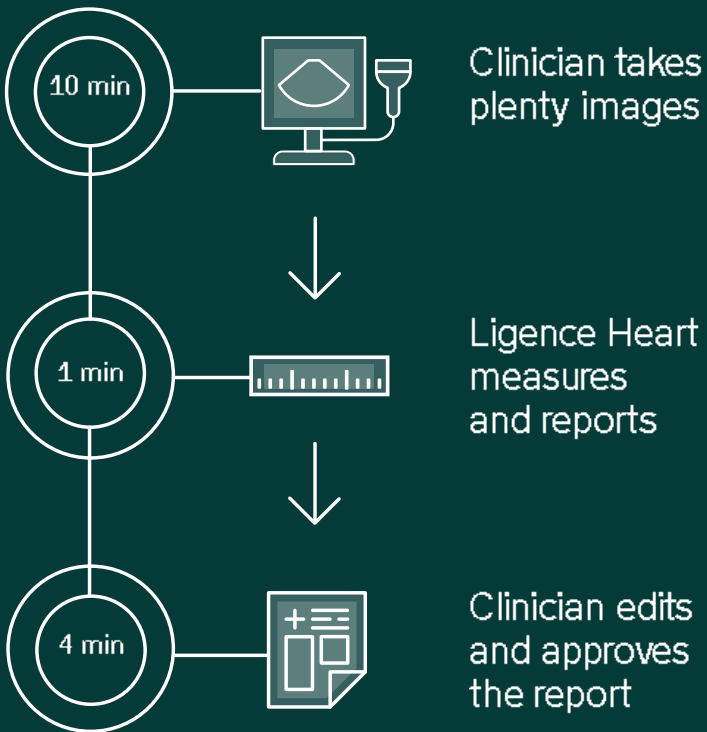 10 min
Clinician takes
plenty images
1 min
Ligence Heart
measures
and reports
4 min
Clinician edits
and approves
the report